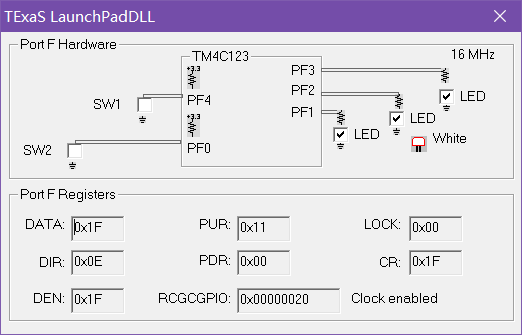 TExaS LaunchPadDLL
Port F Hardware
TM4C123
16 MHz
+3.3
PF3
SW1
PF4
PF2
LED
+3.3
PF1
LED
LED
SW2
PF0
White
Port F Registers
DATA: 0x1F PUR: 0x11 LOCK: 0x00
DIR: 0x0E PDR: 0x00 CR: 0x1F
DEN: 0x1F RCGCGPIO: 0x00000020 Clock enabled